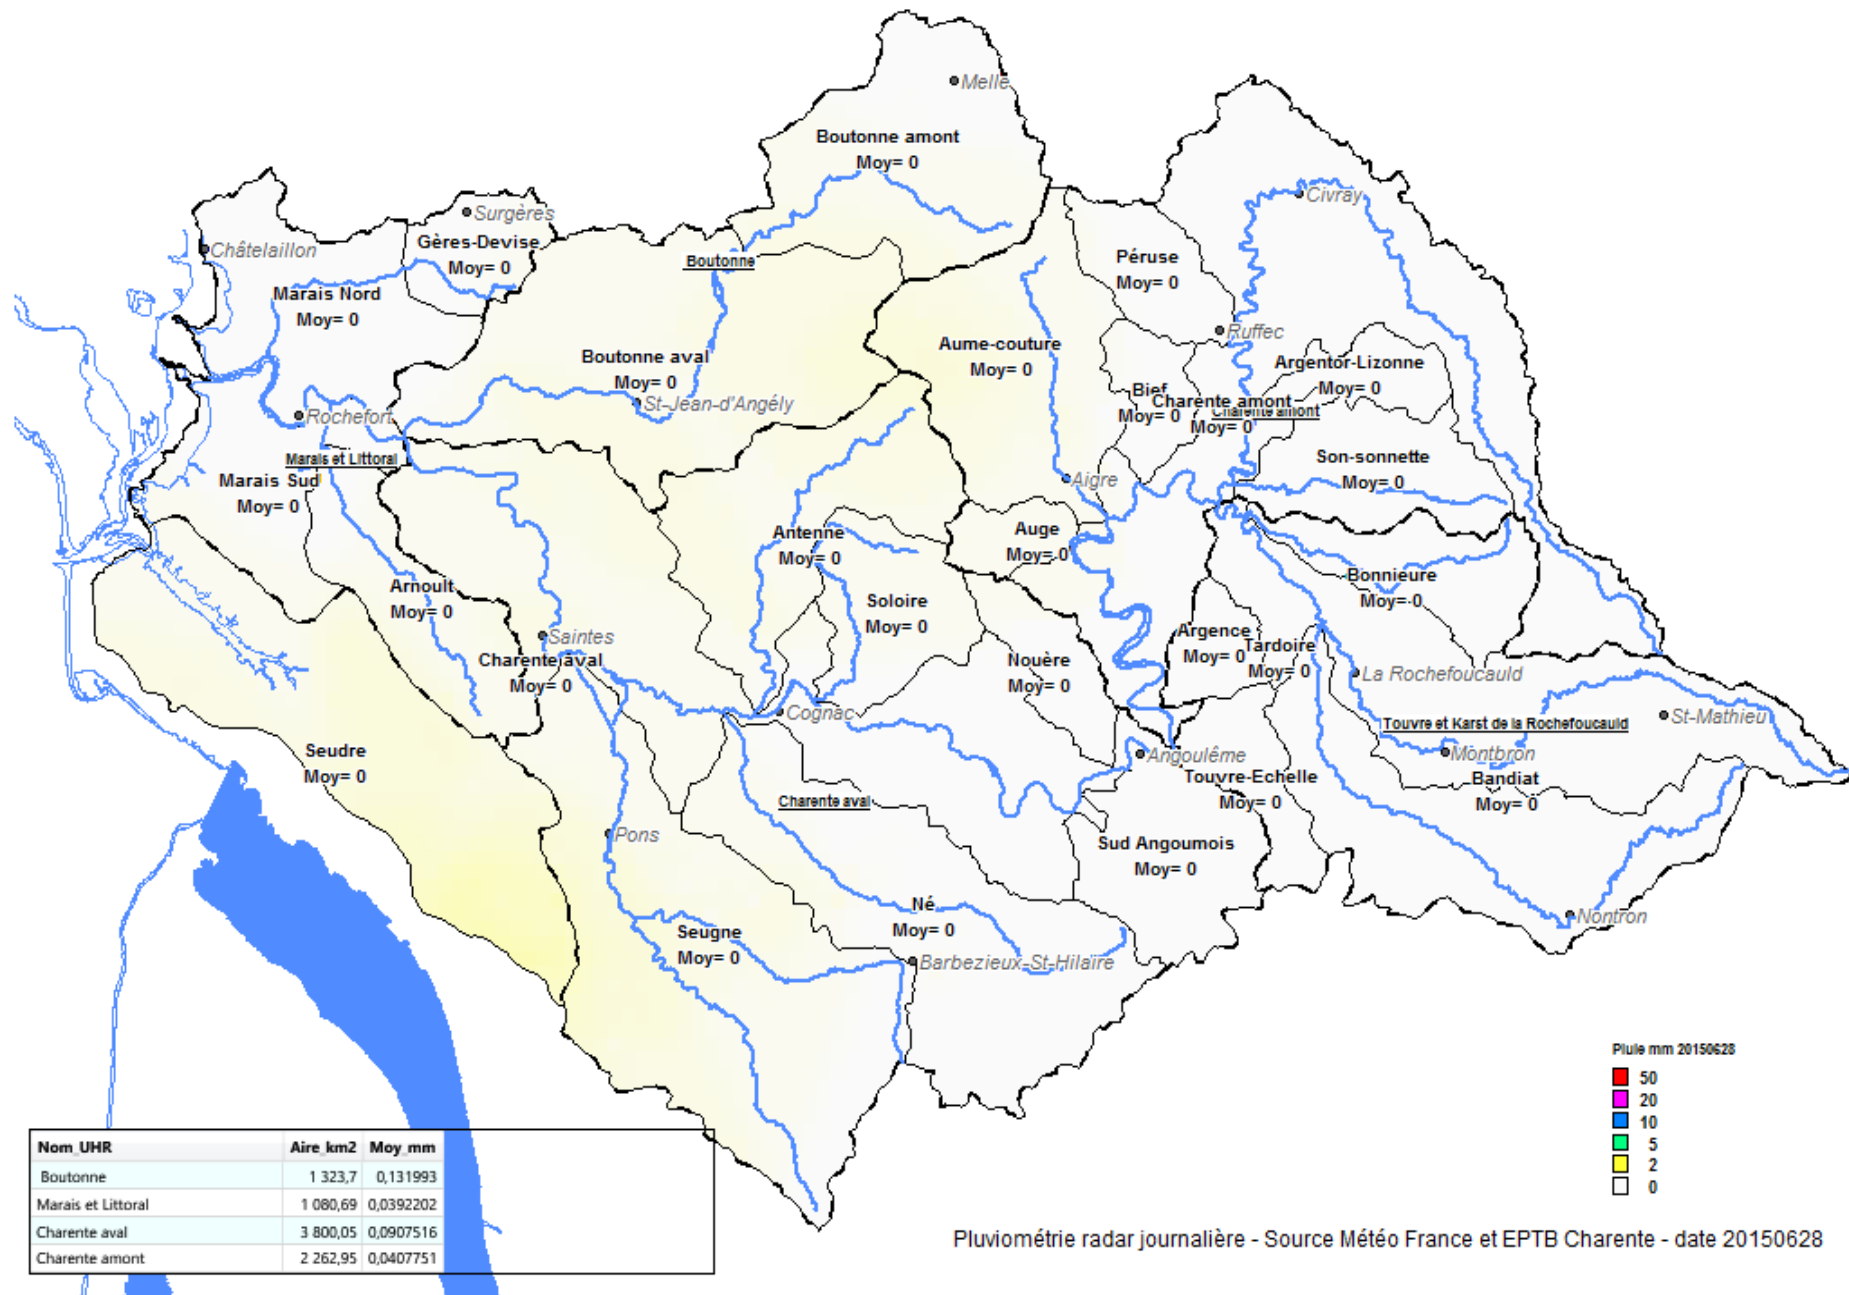 Melle
Boutonne amont
Moy= 0
Civray
Surgères
Châtelaillon
Gères-Devise
Moy= 0
Boutonne
Péruse
Moy= 0
Marais Nord
Moy= 0
Ruffec
Boutonne aval
Moy= 0
Aume-couture
Moy= 0
Argentor-Lizonne
Moy= 0
Bief
Moy= 0
Charente amont
Moy= 0
Charente amont
St-Jean-d'Angély
Rochefort
Marais et Littoral
Marais Sud
Moy= 0
Aigre
Son-sonnette
Moy= 0
Antenne
Moy= 0
Auge
Moy= 0
Arnoult
Moy= 0
Soloire
Moy= 0
Bonnieure
Moy= 0
Saintes
Charente aval
Moy= 0
Nouère
Moy= 0
Argence
Moy= 0
Tardoire
Moy= 0
La Rochefoucauld
Cognac
Touvre et Karst de la Rochefoucauld
St-Mathieu
Seudre
Moy= 0
Angoulême
Montbron
Touvre-Echelle
Moy= 0
Bandiat
Moy= 0
Charente aval
Pons
Sud Angoumois
Moy= 0
Né
Moy= 0
Nontron
Seugne
Moy= 0
Barbezieux-St-Hilaire
Pluie mm 20150628
50
20
10
5
2
0
Nom_UHR Aire_km2 Moy_mm
Boutonne 1 323,7 0,131993
Marais et Littoral 1 080,69 0,0392202
Charente aval 3 800,05 0,0907516
Charente amont 2 262,95 0,0407751
Pluviométrie radar journalière - Source Météo France et EPTB Charente - date 20150628